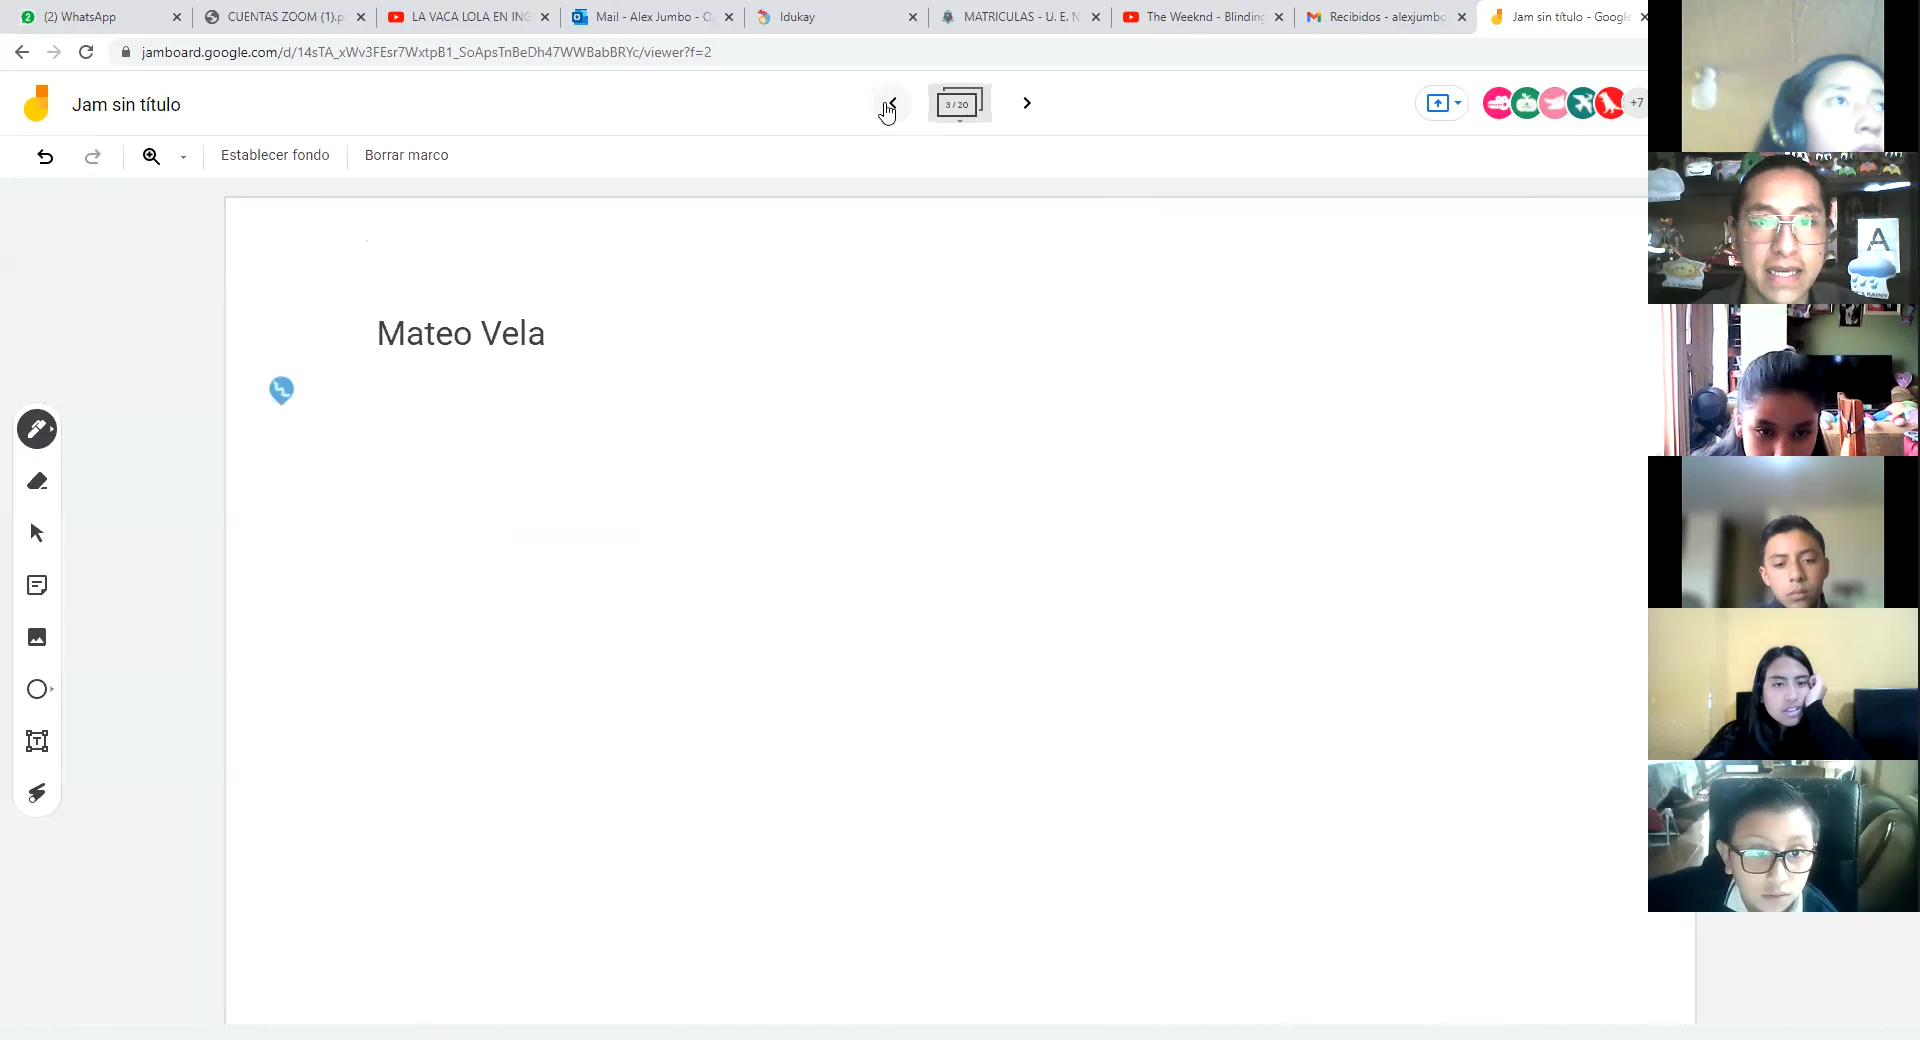 (2) WhatsApp
CUENTAS ZOOM (1).p
LA VACA LOLA EN ING
Mail - Alex Jumbo - O
Idukay
MATRICULAS - U. E. N
The Weeknd - Blinding
Recibidos - alexjumbo
Jam sin título - Google
jamboard.google.com/d/14sTA_xWv3FEsr7WxtpB1_SoApsTnBeDh47WWBabBRYc/viewer?f=2
Jam sin título
3 / 20
+7
Establecer fondo
Borrar marco
Mateo Vela
A
RAINY